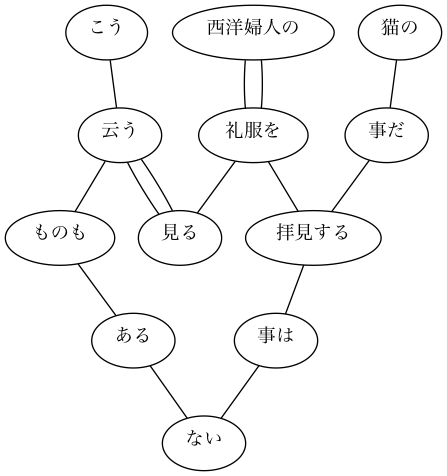 こう
西洋婦人の
猫の
云う
礼服を
事だ
ものも
見る
拝見する
ある
事は
ない